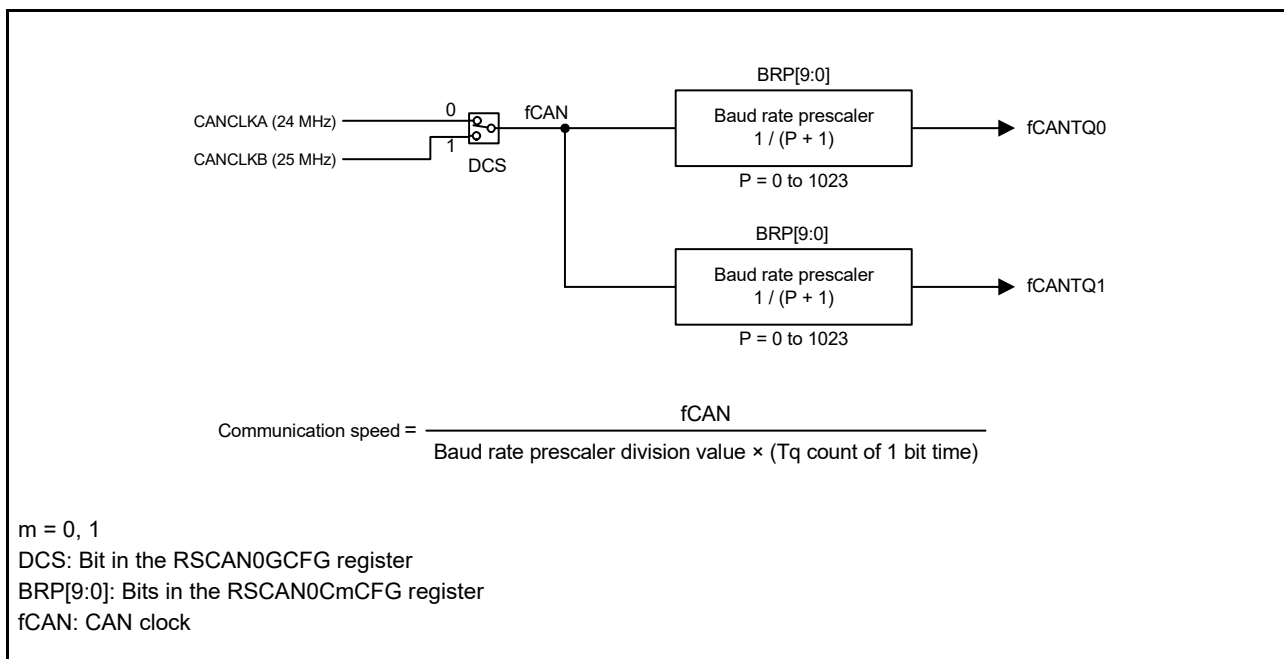 BRP[9:0]
CANCLKA (24 MHz)
0
fCAN
Baud rate prescaler
1 / (P + 1)
fCANTQ0
CANCLKB (25 MHz)
1
DCS
P = 0 to 1023
BRP[9:0]
Baud rate prescaler
1 / (P + 1)
fCANTQ1
P = 0 to 1023
Communication speed =
fCAN
Baud rate prescaler division value × (Tq count of 1 bit time)
m = 0, 1
DCS: Bit in the RSCAN0GCFG register
BRP[9:0]: Bits in the RSCAN0CmCFG register
fCAN: CAN clock